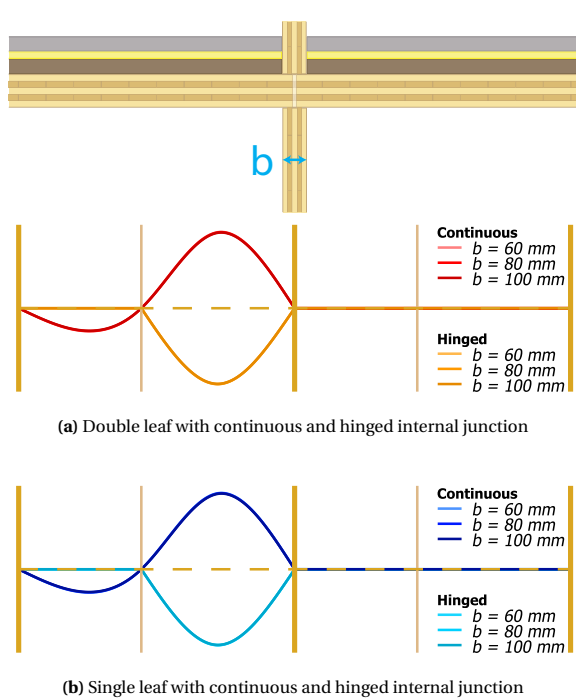 b
Continuous
b = 60 mm
b = 80 mm
b = 100 mm
Hinged
b = 60 mm
b = 80 mm
b = 100 mm
(a) Double leaf with continuous and hinged internal junction
Continuous
b = 60 mm
b = 80 mm
b = 100 mm
Hinged
b = 60 mm
b = 80 mm
b = 100 mm
(b) Single leaf with continuous and hinged internal junction